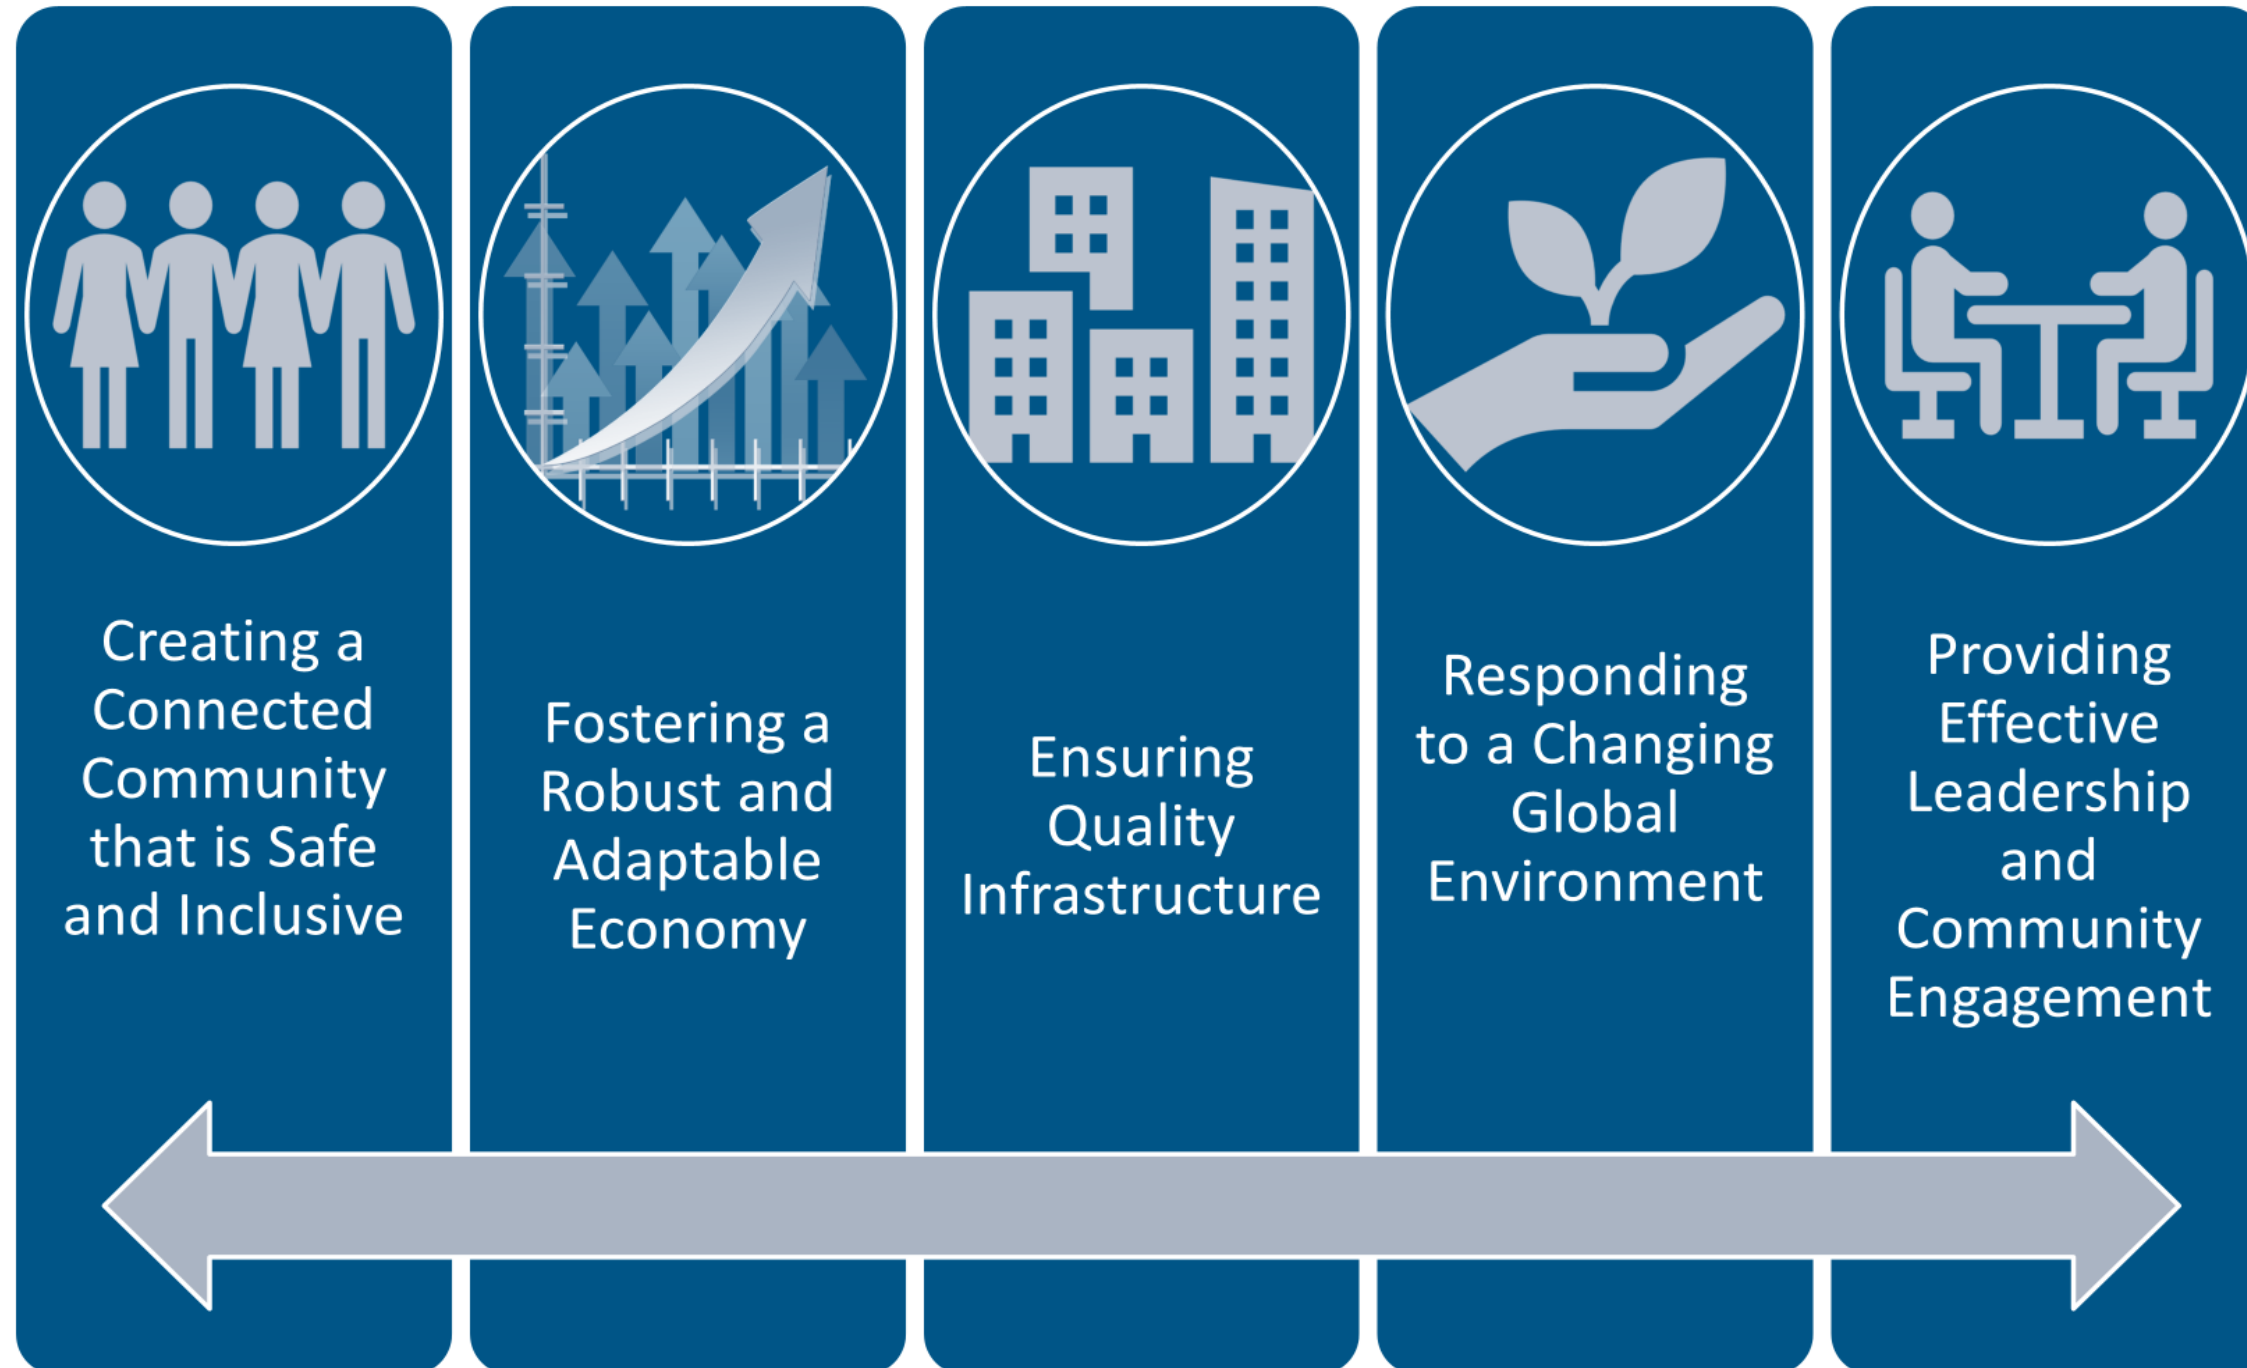 Creating a
Connected
Community
that is Safe
and Inclusive
Fostering a
Robust and
Adaptable
Economy
Ensuring
Quality
Infrastructure
Responding
to a Changing
Global
Environment
Providing
Effective
Leadership
and
Community
Engagement